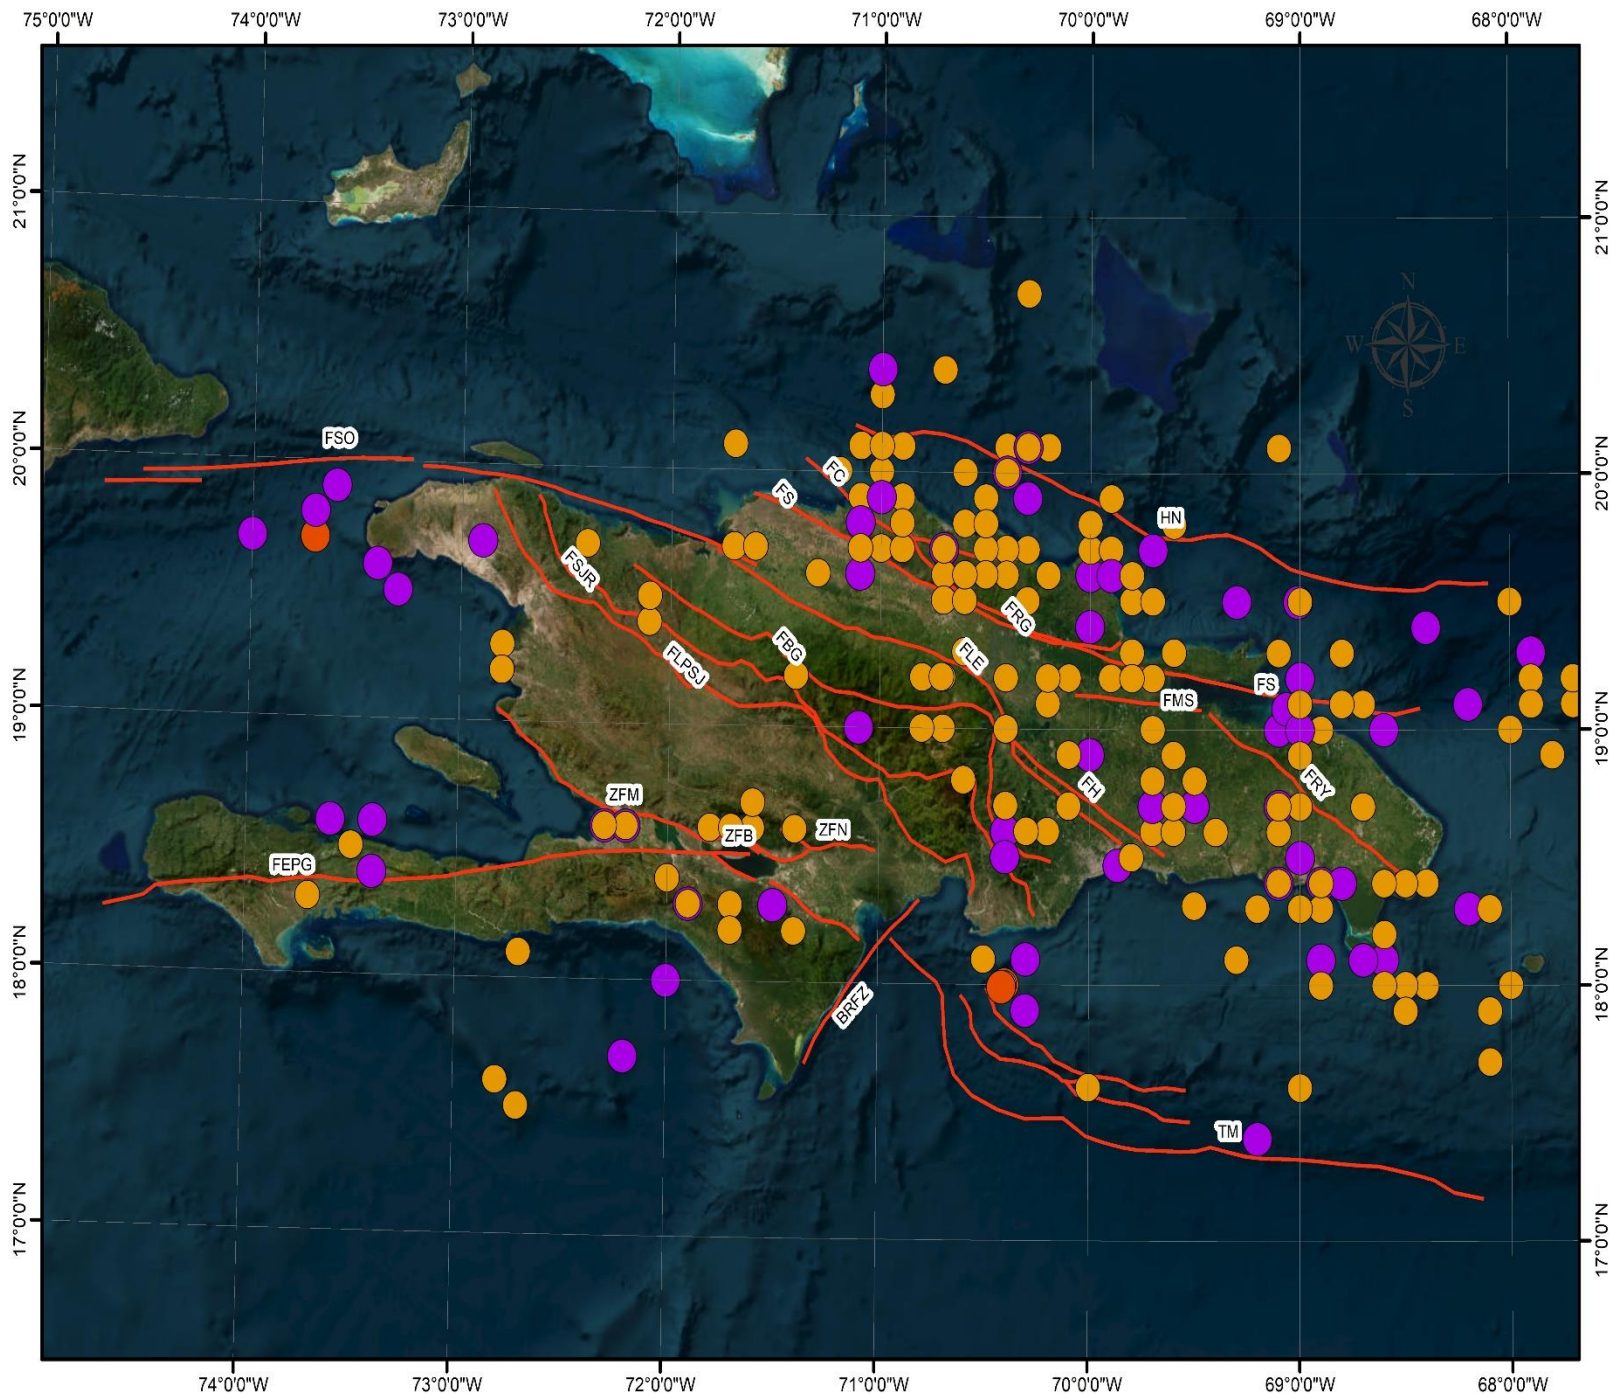 75°0'0"W 74°0'0"W 73°0'0"W 72°0'0"W 71°0'0"W 70°0'0"W 69°0'0"W 68°0'0"W
21°0'0"N
21°0'0"N
N
W E
S
FSO
20°0'0"N
20°0'0"N
FC
FS
HN
FSJR
FRG
FBG
FLE
FLPSJ
FS
FMS
19°0'0"N
19°0'0"N
FRY
FH
ZFM
ZFN
ZFB
FEPG
18°0'0"N
18°0'0"N
BRFZ
TM
17°0'0"N
17°0'0"N
74°0'0"W 73°0'0"W 72°0'0"W 71°0'0"W 70°0'0"W 69°0'0"W 68°0'0"W